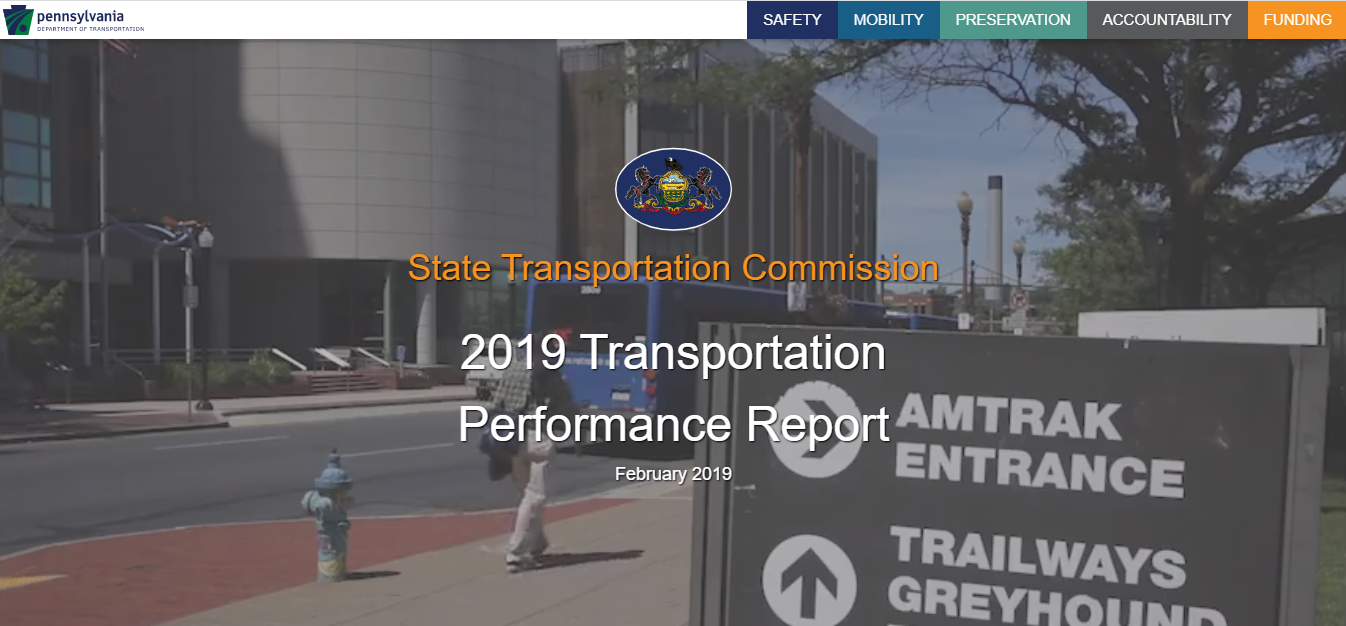 pennsylvania
DEPARTMENT OF TRANSPORTATION
SAFETY
MOBILITY
PRESERVATION
ACCOUNTABILITY
FUNDING
State Transportation Commission
2019 Transportation
Performance Report
February 2019
AMTRAK
ENTRANCE
TRAILWAYS
GREYHOUND